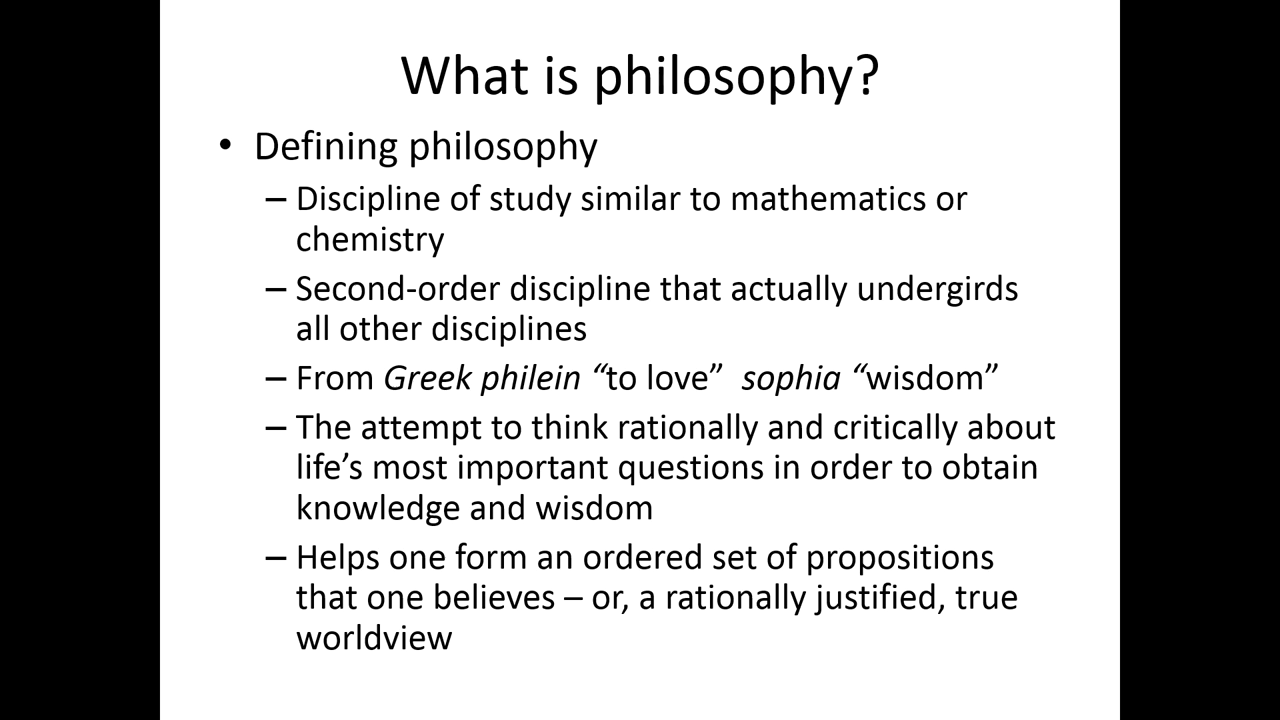 What is philosophy?
• Defining philosophy
– Discipline of study similar to mathematics or
chemistry
– Second-order discipline that actually undergirds
all other disciplines
– From Greek philein “to love”  sophia “wisdom”
– The attempt to think rationally and critically about
life’s most important questions in order to obtain
knowledge and wisdom
– Helps one form an ordered set of propositions
that one believes – or, a rationally justified, true
worldview